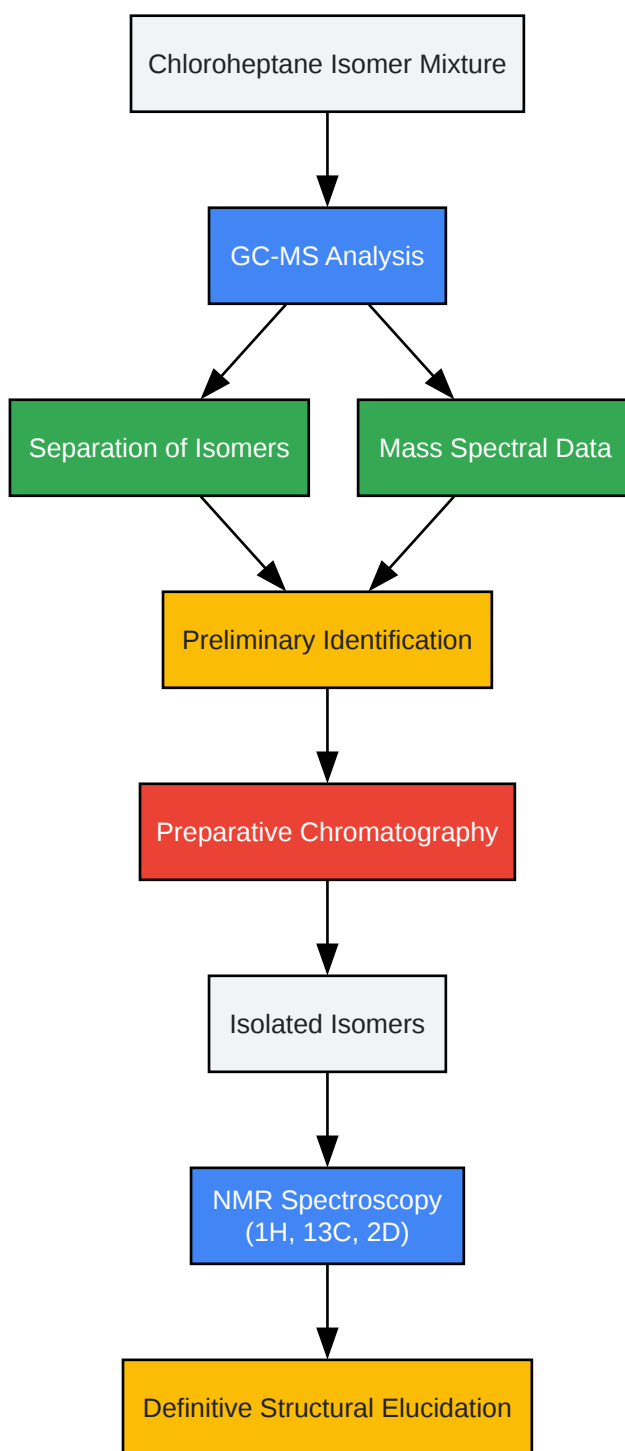 Chloroheptane Isomer Mixture
GC-MS Analysis
Separation of Isomers
Mass Spectral Data
Preliminary Identification
Preparative Chromatography
Isolated Isomers
NMR Spectroscopy
(1H, 13C, 2D)
Definitive Structural Elucidation